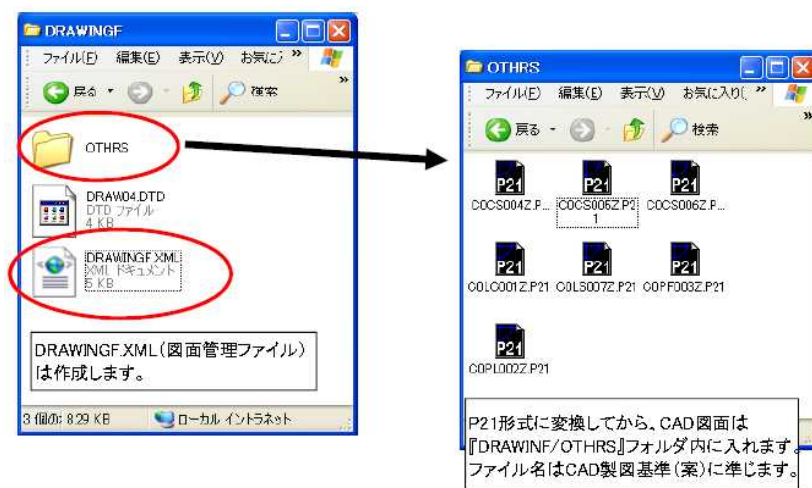 DRAWINGF
ファイル(F) 編集(E) 表示(V) お気に »
戻る 検索 »
OTHRS
DRAW04.DTD
DTD ファイル
4 KB
DRAWINGF.XML
XML ドキュメント
5 KB
DRAWINGF.XML(図面管理ファイル)
は作成します。
3 個の: 8.29 KB ローカル イントラネット
OTHRS
ファイル(F) 編集(E) 表示(V) お気に入り( »
戻る 検索 »
P21 P21 P21
C0CS004Z.P... C0CS005Z.P2 C0CS006Z.P...
1
P21 P21 P21
C0LC001Z.P21 C0LS007Z.P21 C0PF003Z.P21
P21
C0PL002Z.P21
P21形式に変換してから、CAD図面は
『DRAWINF/OTHRS』フォルダ内に入れます。
ファイル名はCAD製図基準(案)に準じます。